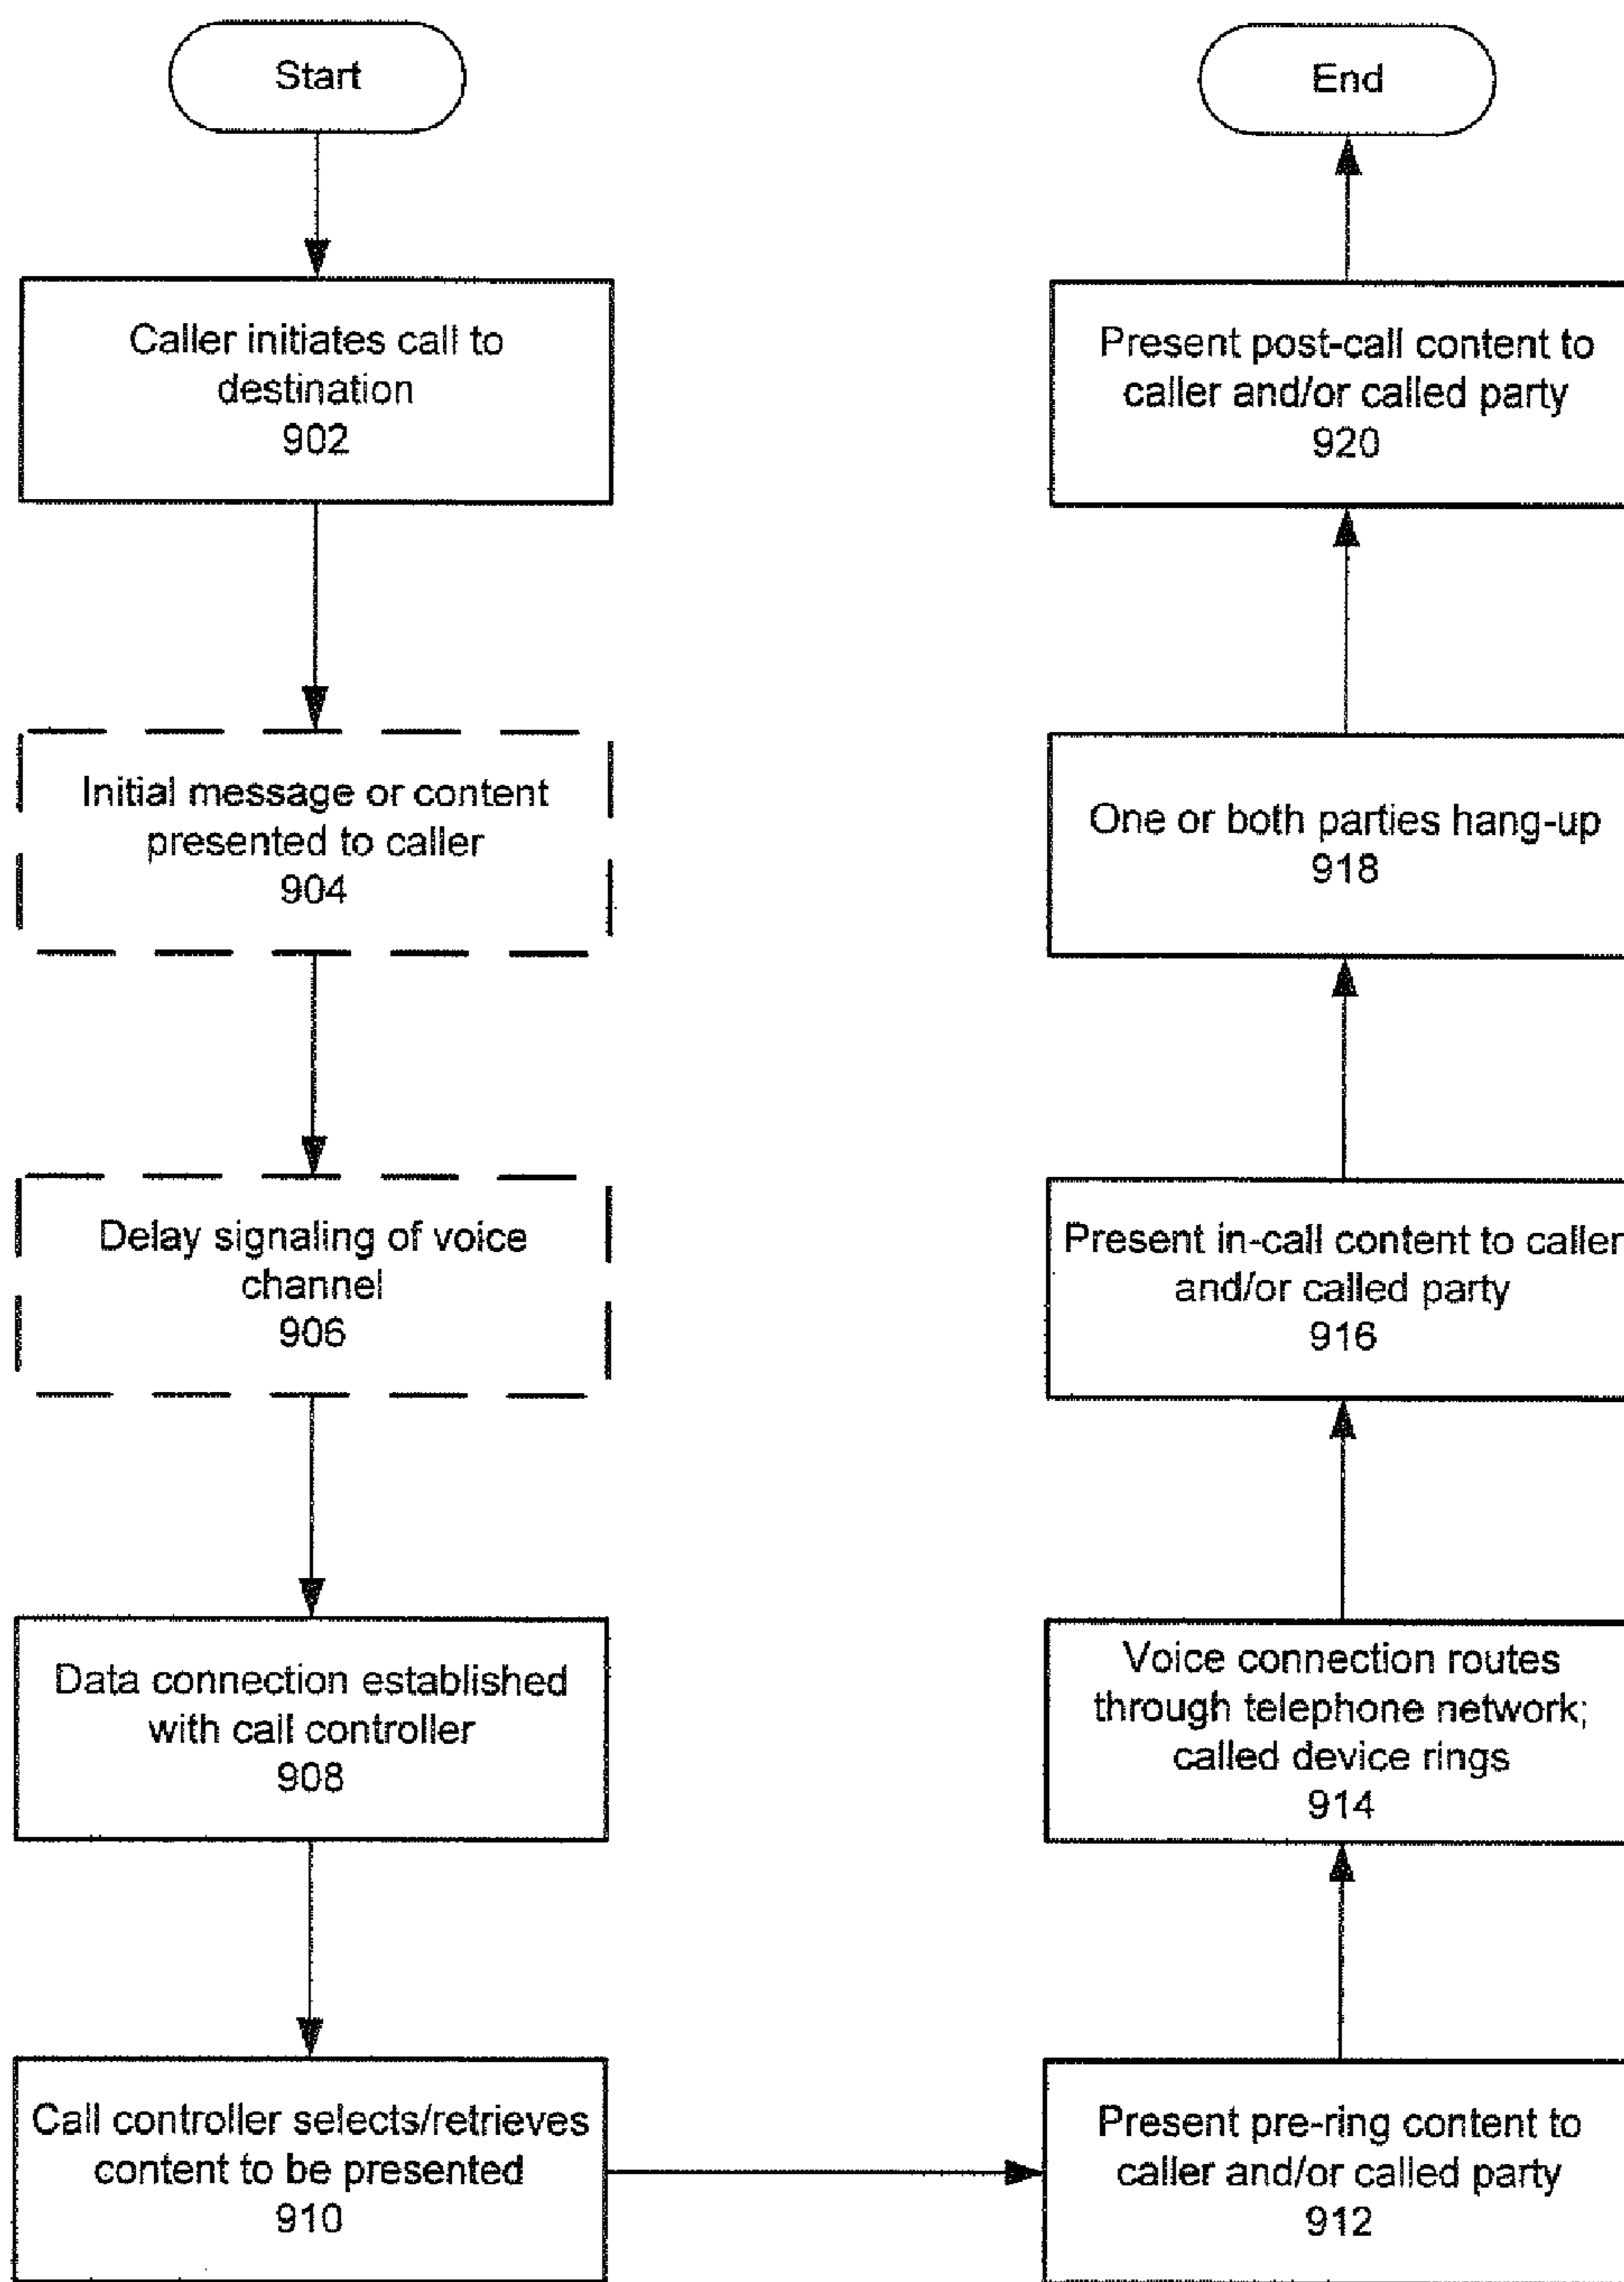 Start
Caller initiates call to
destination
902
Initial message or content
presented to caller
904
Delay signaling of voice
channel
906
Data connection established
with call controller
908
Call controller selects/retrieves
content to be presented
910
Present pre-ring content to
caller and/or called party
912
Voice connection routes
through telephone network;
called device rings
914
Present in-call content to caller
and/or called party
916
One or both parties hang-up
918
Present post-call content to
caller and/or called party
920
End